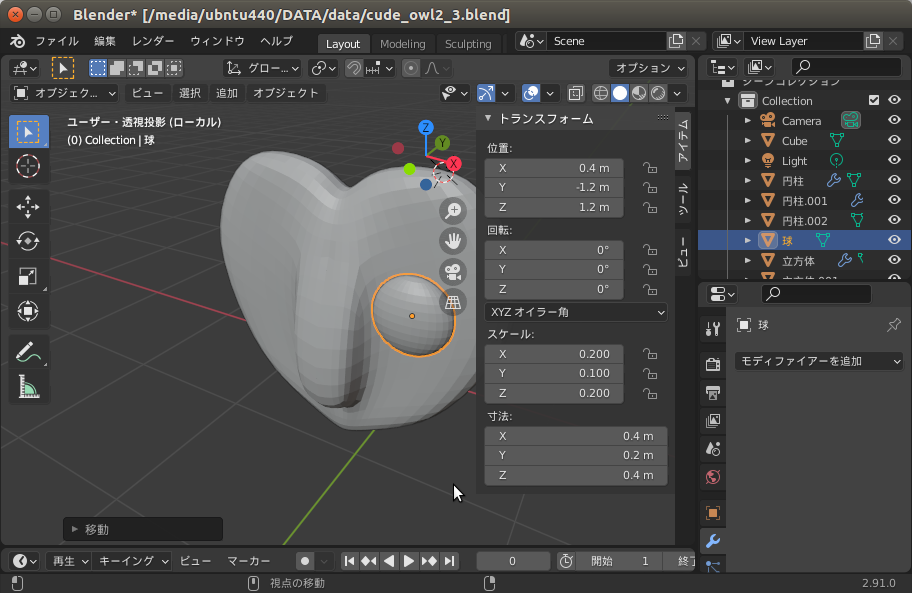 Blender* [/media/ubntu440/DATA/data/cude_owl2_3.blend]
ファイル 編集 レンダー ウィンドウ ヘルプ Layout Modeling Sculpting Scene View Layer
グロー... オプション
オブジェク... ビュー 選択 追加 オブジェクト
ユーザー・透視投影 (ローカル)
(0) Collection | 球
Z
Y
X
トランスフォーム
位置:
X 0.4 m
Y -1.2 m
Z 1.2 m
回転:
X 0°
Y 0°
Z 0°
XYZ オイラー角
スケール:
X 0.200
Y 0.100
Z 0.200
寸法:
X 0.4 m
Y 0.2 m
Z 0.4 m
アイテム
ツール
ビュー
シーンコレクション
Collection
Camera
Cube
Light
円柱
円柱.001
円柱.002
球
立方体
立方体.001
球
モディファイアーを追加
移動
再生 キーイング ビュー マーカー 0 開始 1 終了
視点の移動 2.91.0